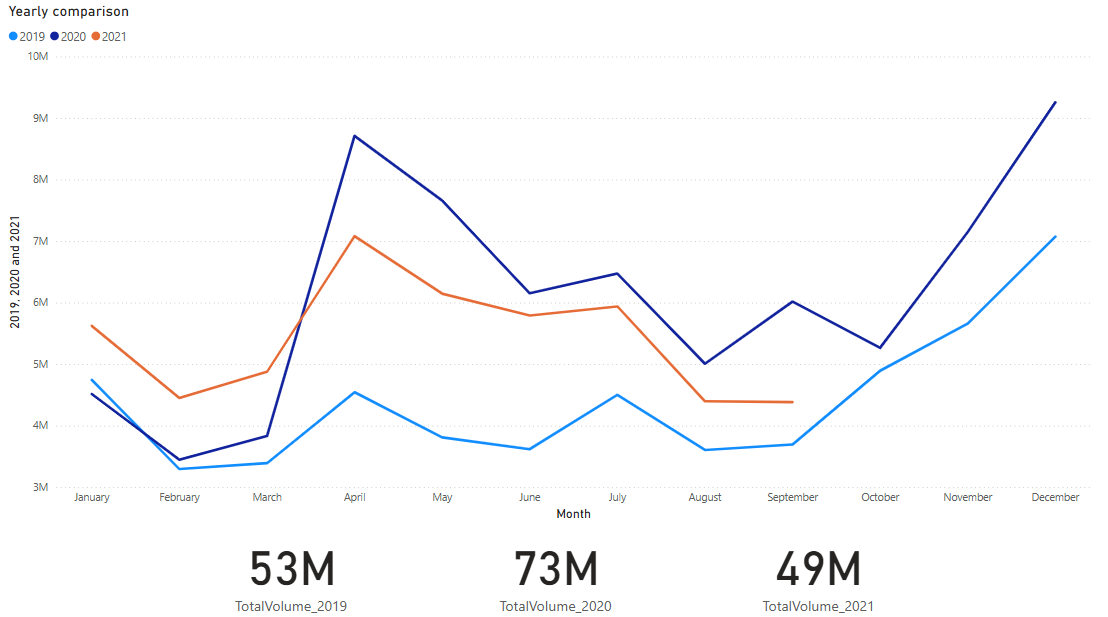 Yearly comparison
2019 2020 2021
10M
9M
8M
7M
6M
5M
4M
3M
2019, 2020 and 2021
January February March April May June July August September October November December
Month
53M 73M 49M
TotalVolume_2019 TotalVolume_2020 TotalVolume_2021